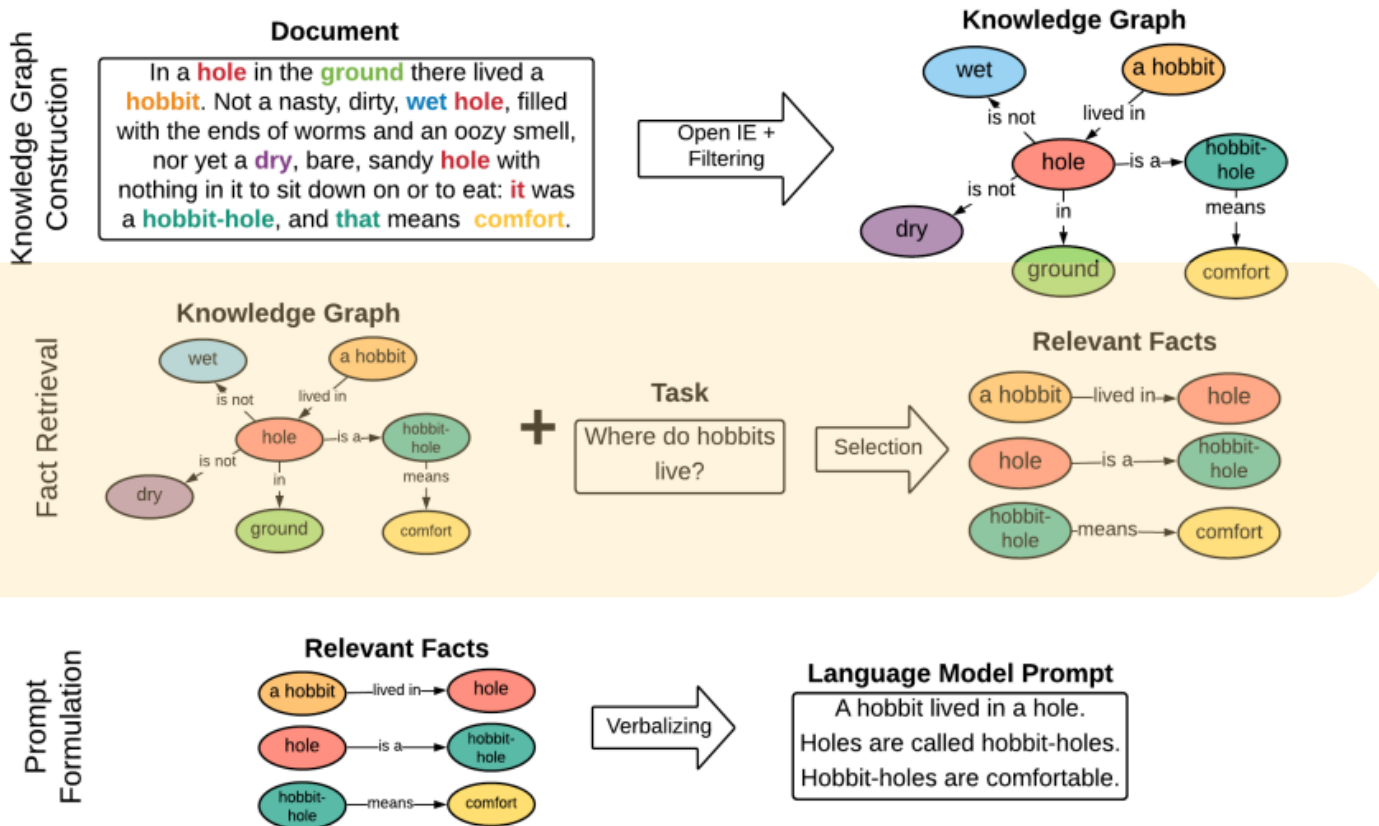 Knowledge Graph
Construction
Document
In a hole in the ground there lived a
hobbit. Not a nasty, dirty, wet hole, filled
with the ends of worms and an oozy smell,
nor yet a dry, bare, sandy hole with
nothing in it to sit down on or to eat: it was
a hobbit-hole, and that means comfort.
Open IE +
Filtering
Knowledge Graph
wet
a hobbit
is not
lived in
hole
is a
hobbit-
hole
is not
in
means
dry
ground
comfort
Fact Retrieval
Knowledge Graph
wet
a hobbit
is not
lived in
hole
is a
hobbit-
hole
is not
in
means
dry
ground
comfort
+
Task
Where do hobbits
live?
Selection
Relevant Facts
a hobbit
lived in
hole
hole
is a
hobbit-
hole
hobbit-
hole
means
comfort
Prompt
Formulation
Relevant Facts
a hobbit
lived in
hole
hole
is a
hobbit-
hole
hobbit-
hole
means
comfort
Verbalizing
Language Model Prompt
A hobbit lived in a hole.
Holes are called hobbit-holes.
Hobbit-holes are comfortable.